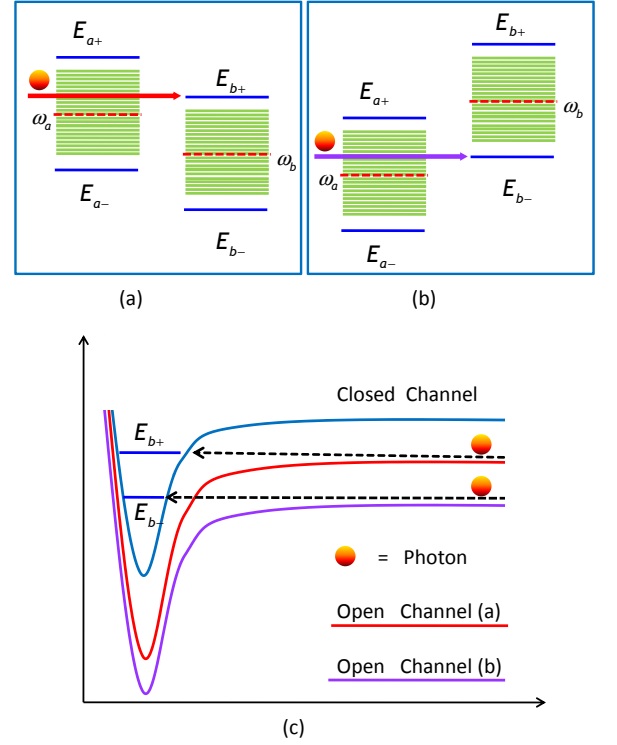 E_{a+}
E_{b+}
ω_a
ω_b
E_{a-}
E_{b-}
(a)
E_{b+}
E_{a+}
ω_b
ω_a
E_{b-}
E_{a-}
(b)
Closed Channel
E_{b+}
E_{b-}
= Photon
Open Channel (a)
Open Channel (b)
(c)